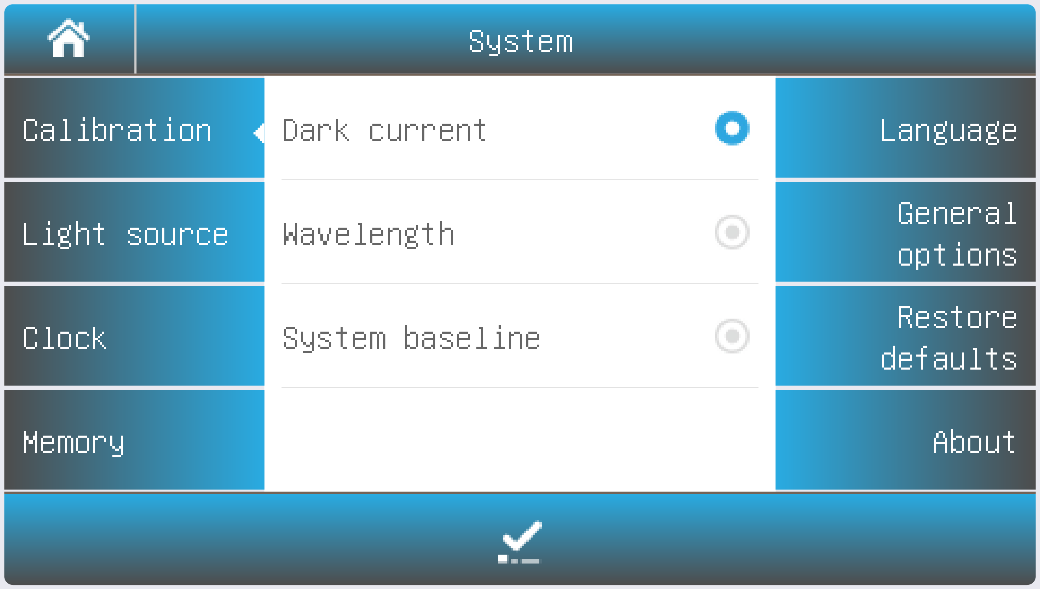 System
Calibration
Dark current
Language
Light source
Wavelength
General
options
Clock
System baseline
Restore
defaults
Memory
About